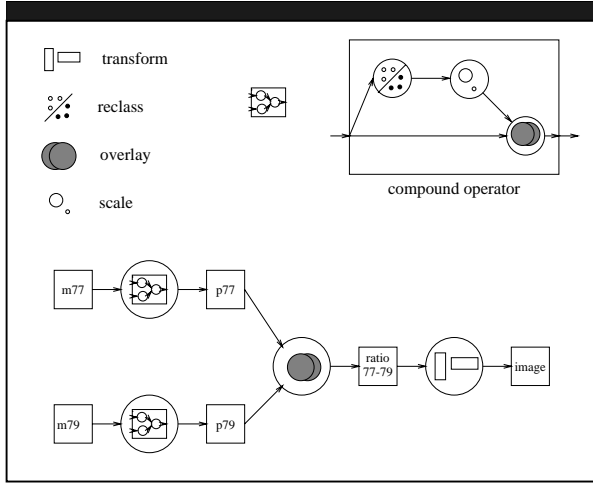 transform
reclass
overlay
scale
compound operator
m77
p77
ratio
77-79
image
m79
p79